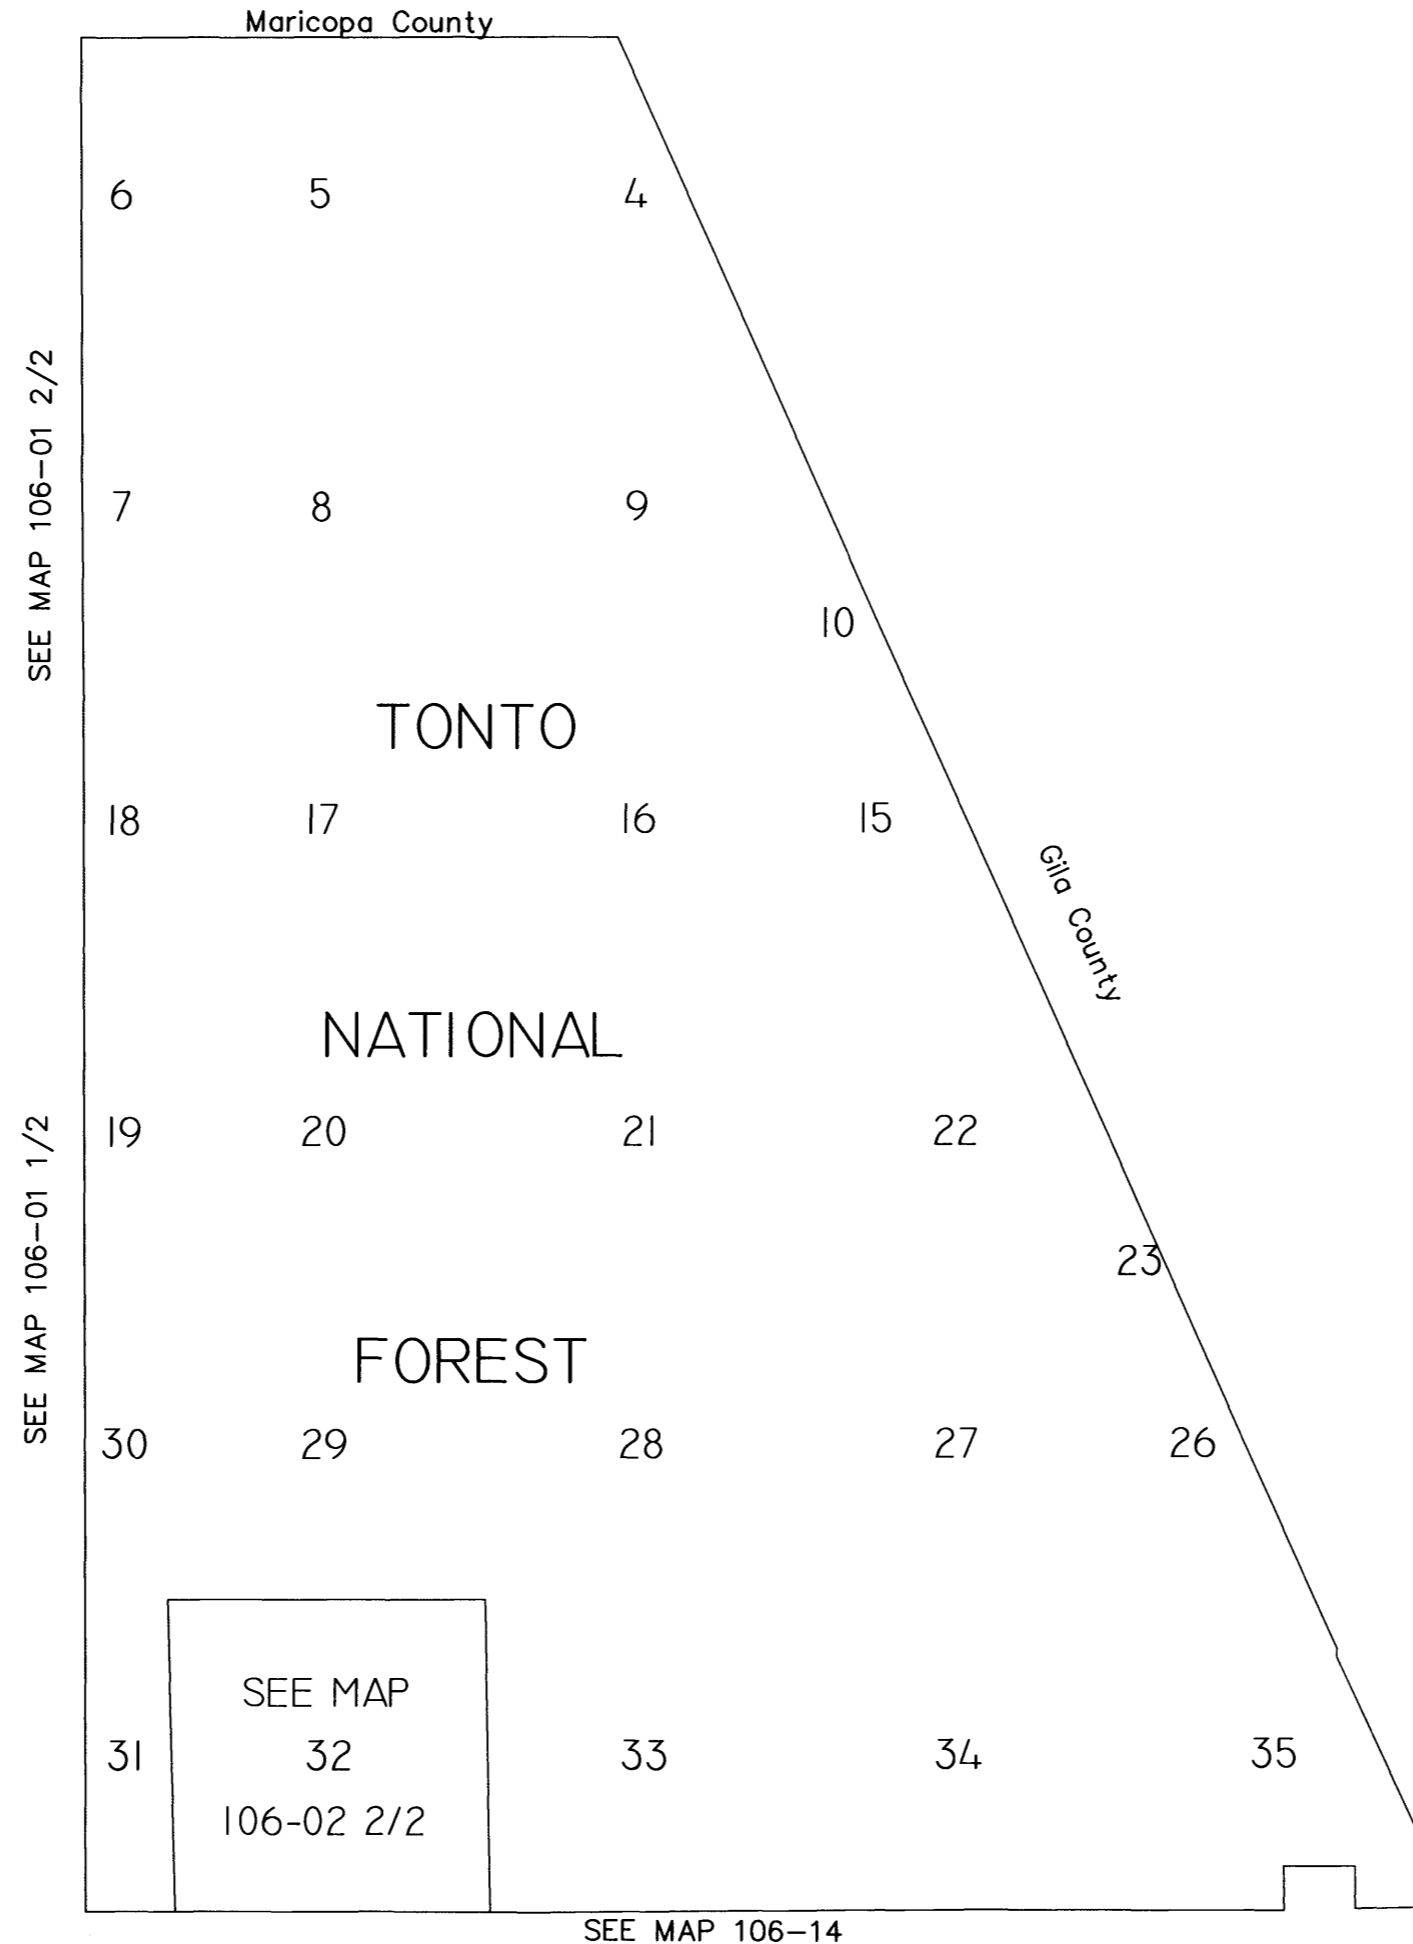 Maricopa County
6 5 4
SEE MAP 106-01 2/2
7 8 9
10
TONTO
18 17 16 15
Gila County
NATIONAL
19 20 21 22
SEE MAP 106-01 1/2
23
FOREST
30 29 28 27 26
SEE MAP
31 32 33 34 35
106-02 2/2
SEE MAP 106-14